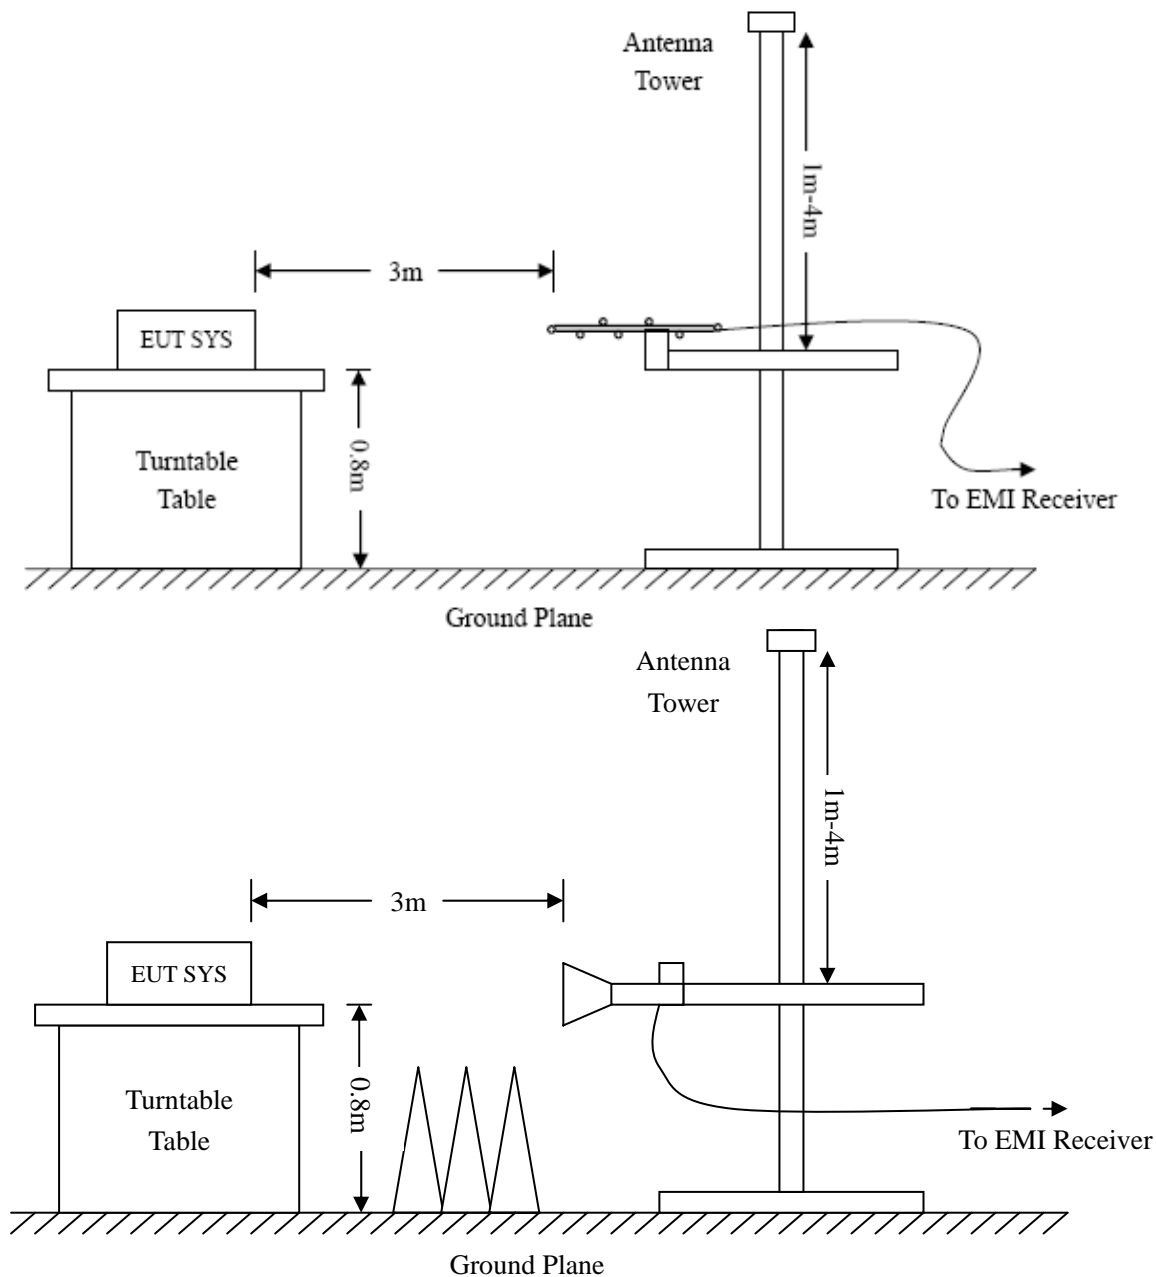 Antenna
Tower
1m-4m
3m
EUT SYS
0.8m
Turntable
Table
To EMI Receiver
Ground Plane
Antenna
Tower
1m-4m
3m
EUT SYS
0.8m
Turntable
Table
To EMI Receiver
Ground Plane